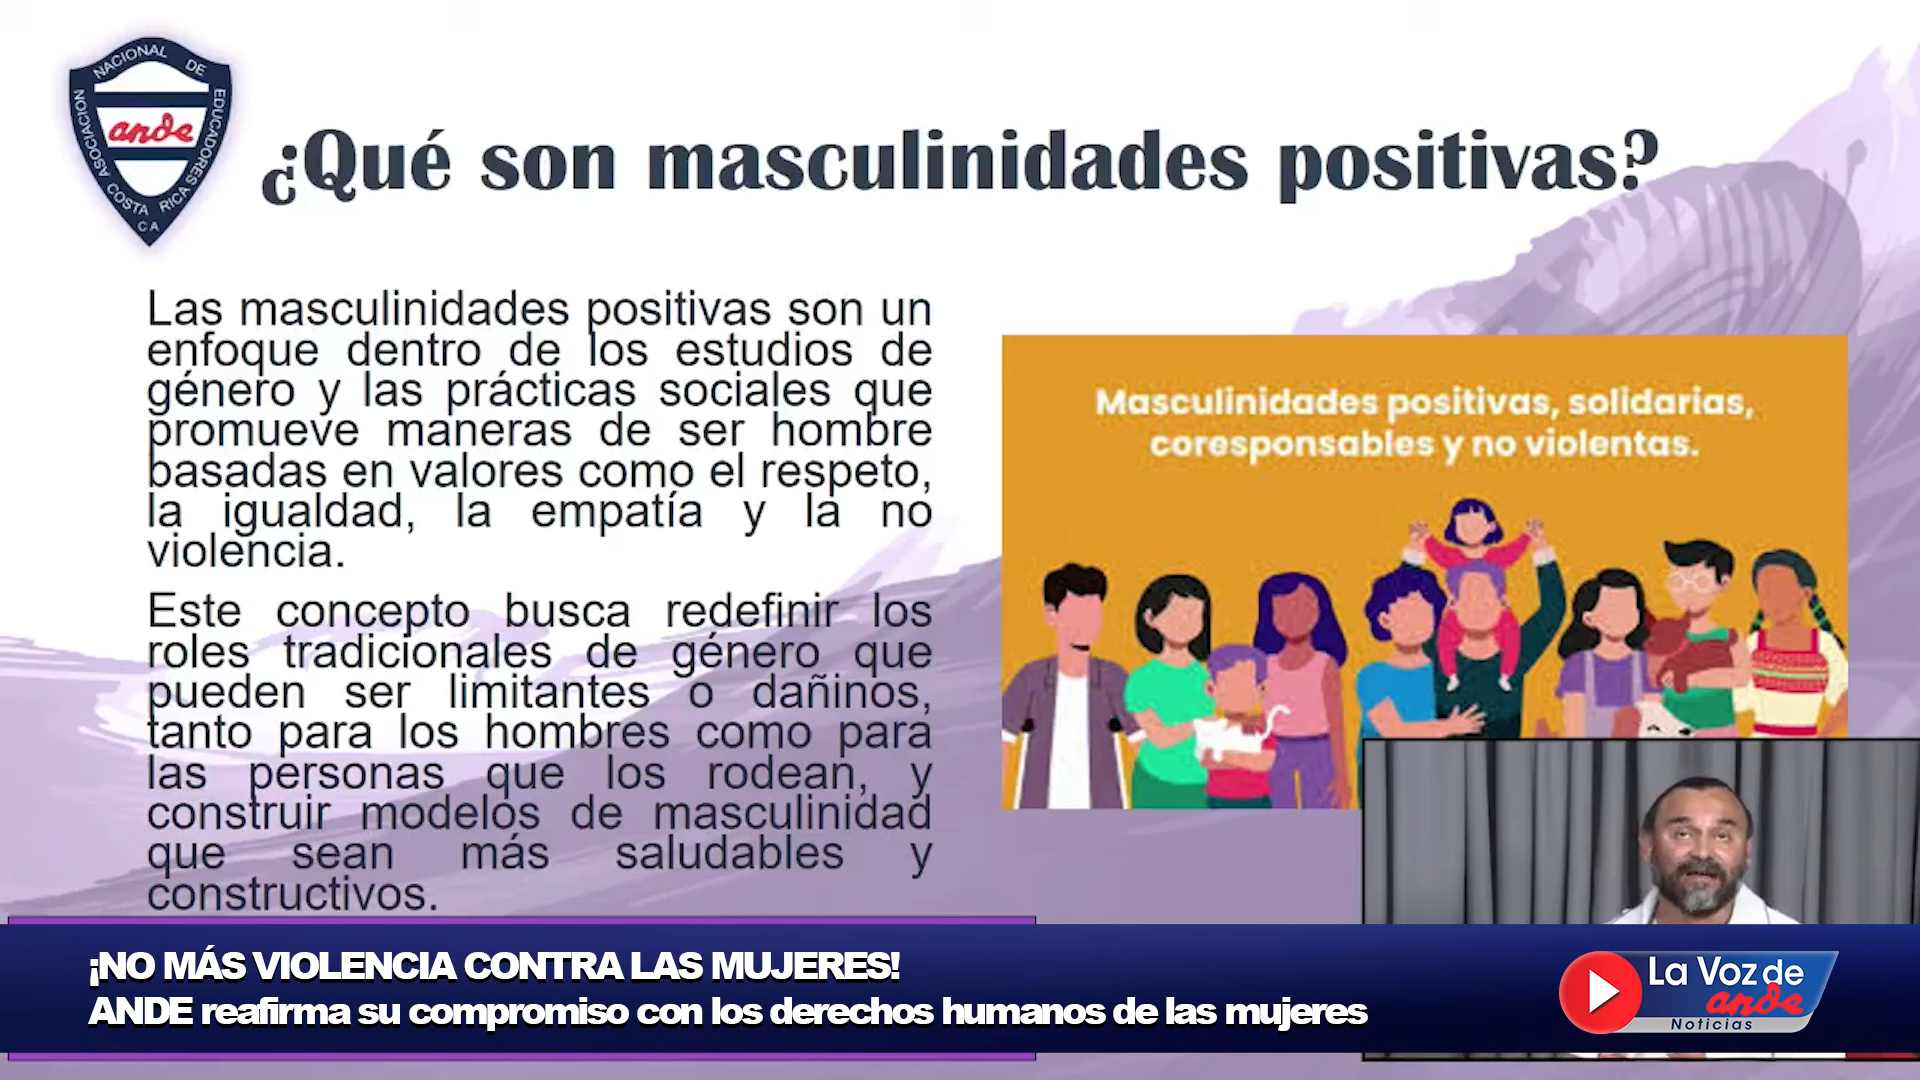 ASOCIACION NACIONAL DE EDUCADORES
COSTA RICA
CA
ande
¿Qué son masculinidades positivas?
Las masculinidades positivas son un
enfoque dentro de los estudios de
género y las prácticas sociales que
promueve maneras de ser hombre
basadas en valores como el respeto,
la igualdad, la empatía y la no
violencia.
Este concepto busca redefinir los
roles tradicionales de género que
pueden ser limitantes o dañinos,
tanto para los hombres como para
las personas que los rodean, y
construir modelos de masculinidad
que sean más saludables y
constructivos.
Masculinidades positivas, solidarias,
coresponsables y no violentas.
¡NO MÁS VIOLENCIA CONTRA LAS MUJERES!
ANDE reafirma su compromiso con los derechos humanos de las mujeres
La Voz de
ande
Noticias